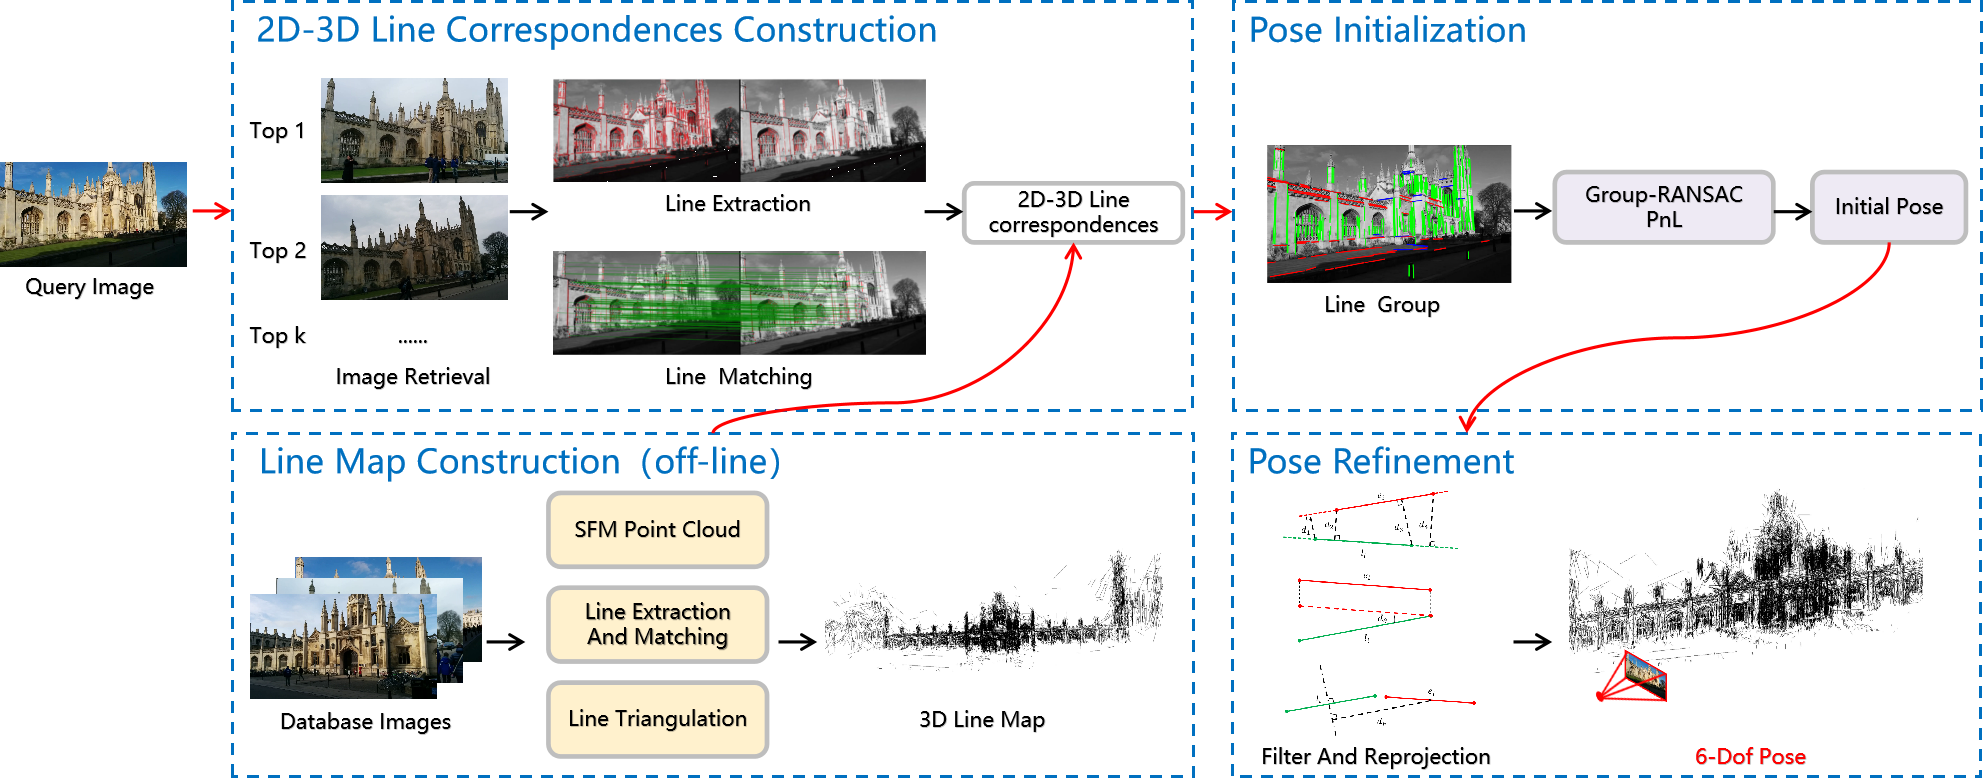 2D-3D Line Correspondences Construction
Top 1
Top 2
Top k
......
Image Retrieval
Line Extraction
Line Matching
2D-3D Line
correspondences
Query Image
Pose Initialization
Line Group
Group-RANSAC
PnL
Initial Pose
Line Map Construction（off-line）
Database Images
SFM Point Cloud
Line Extraction
And Matching
Line Triangulation
3D Line Map
Pose Refinement
Filter And Reprojection
6-Dof Pose